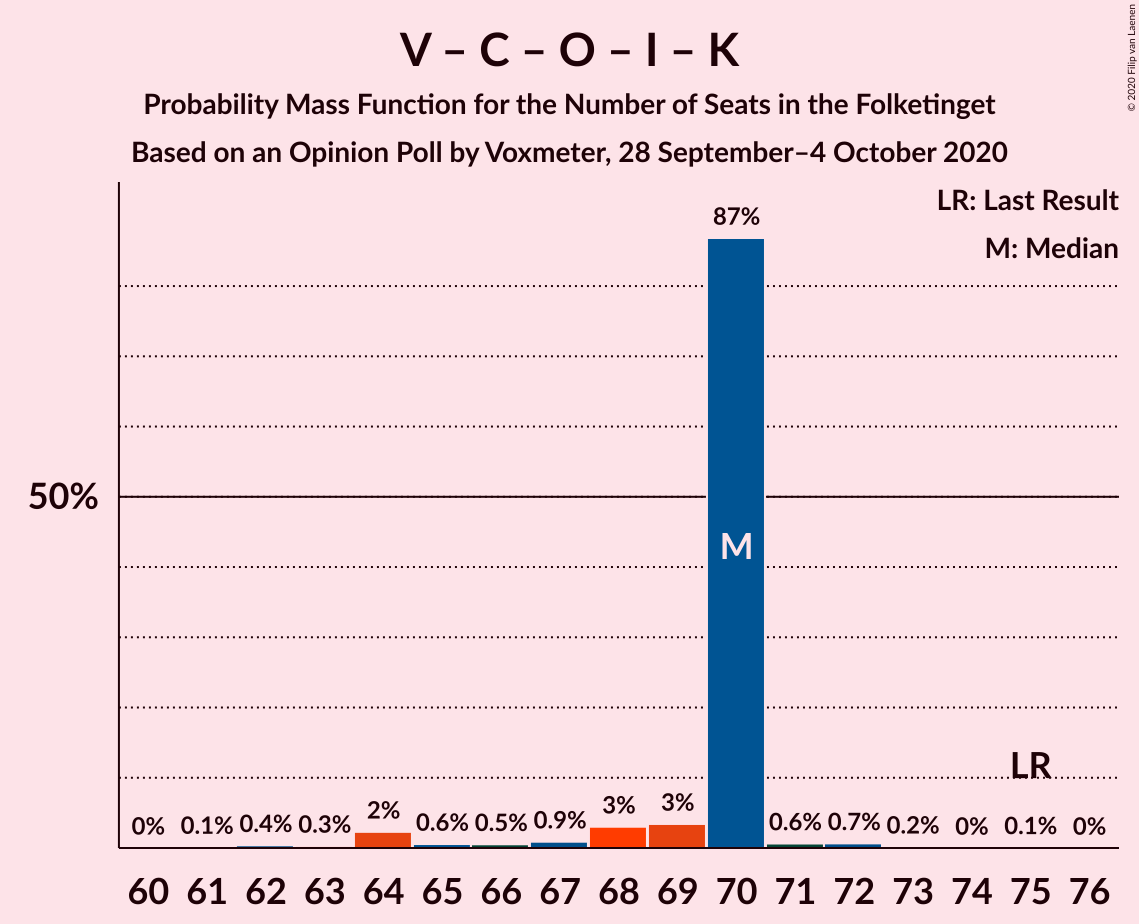 V – C – O – I – K
Probability Mass Function for the Number of Seats in the Folketinget
Based on an Opinion Poll by Voxmeter, 28 September–4 October 2020
© 2020 Filip van Laenen
LR: Last Result
M: Median
50%
0% 0.1% 0.4% 0.3% 2% 0.6% 0.5% 0.9% 3% 3% 87% 0.6% 0.7% 0.2% 0% 0.1% 0%
M
LR
60 61 62 63 64 65 66 67 68 69 70 71 72 73 74 75 76